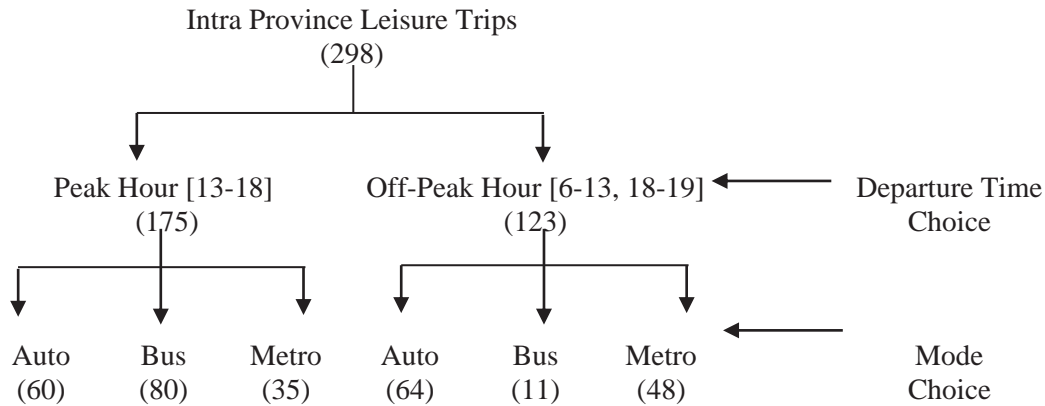 Intra Province Leisure Trips
(298)
Peak Hour [13-18]
(175)
Off-Peak Hour [6-13, 18-19]
(123)
Departure Time
Choice
Auto
(60)
Bus
(80)
Metro
(35)
Auto
(64)
Bus
(11)
Metro
(48)
Mode
Choice